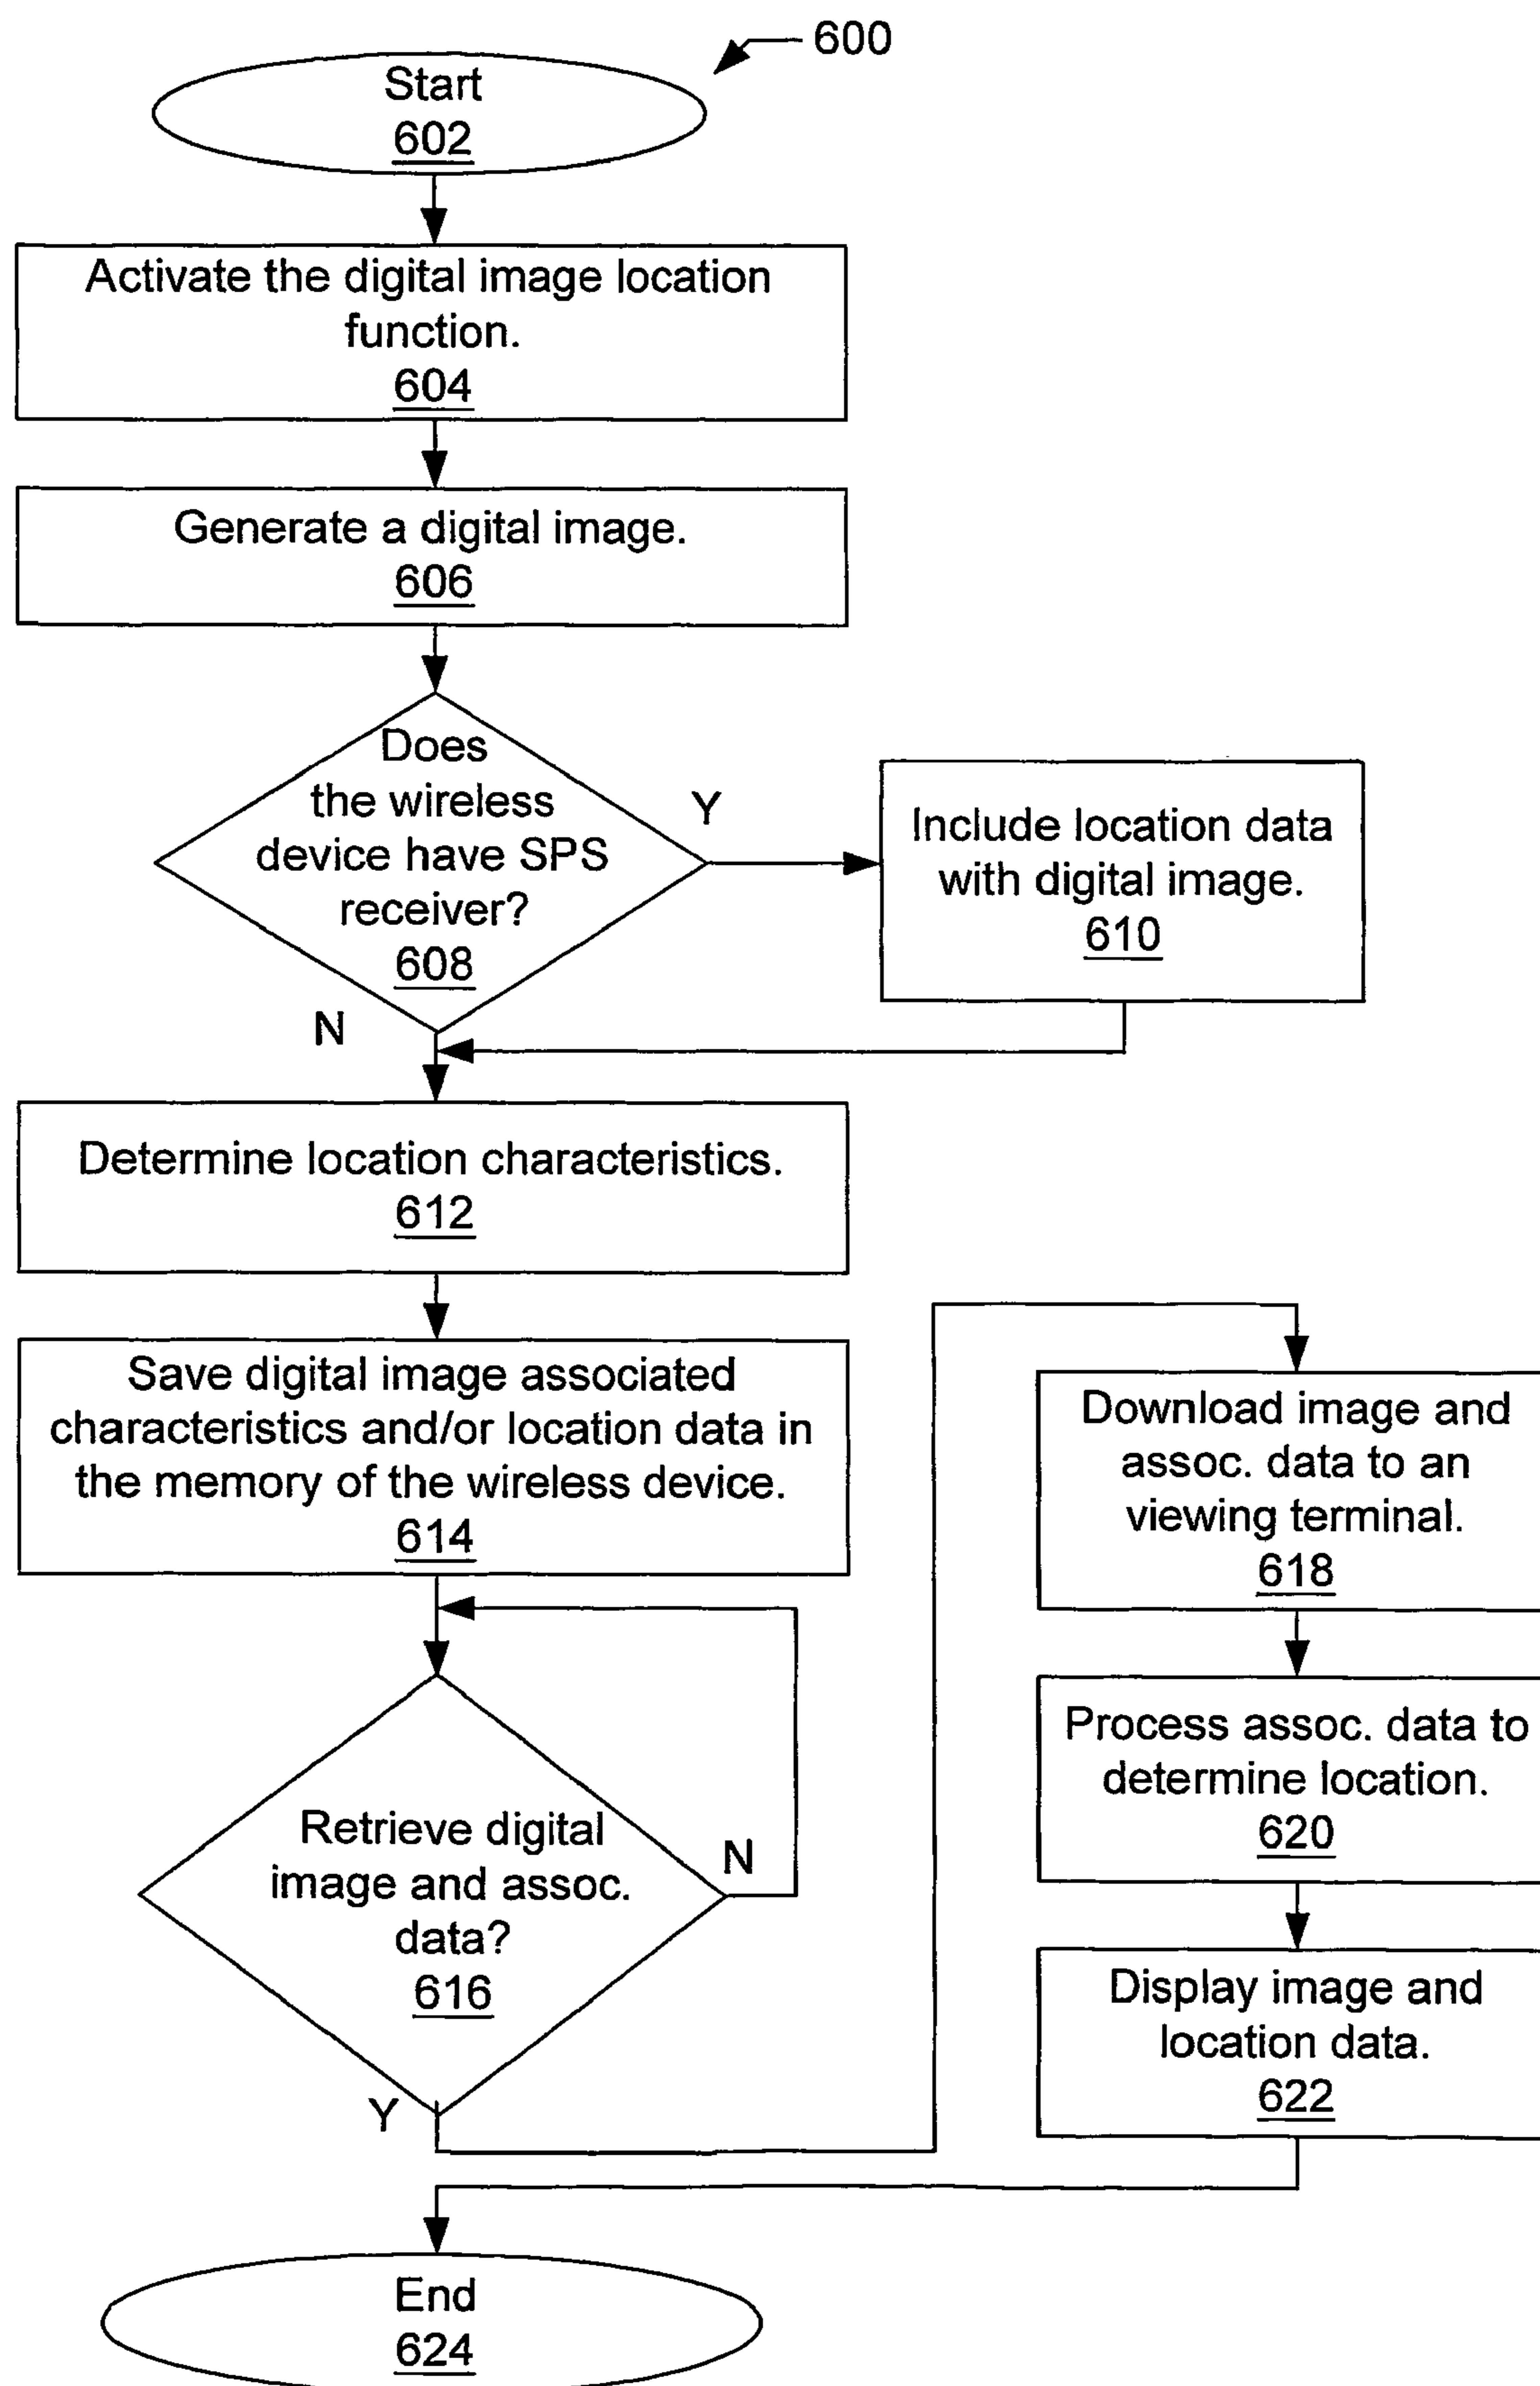 600
Start
602
Activate the digital image location
function.
604
Generate a digital image.
606
Does
the wireless
device have SPS
receiver?
608
Y
N
Include location data
with digital image.
610
Determine location characteristics.
612
Save digital image associated
characteristics and/or location data in
the memory of the wireless device.
614
Retrieve digital
image and assoc.
data?
616
N
Y
Download image and
assoc. data to an
viewing terminal.
618
Process assoc. data to
determine location.
620
Display image and
location data.
622
End
624